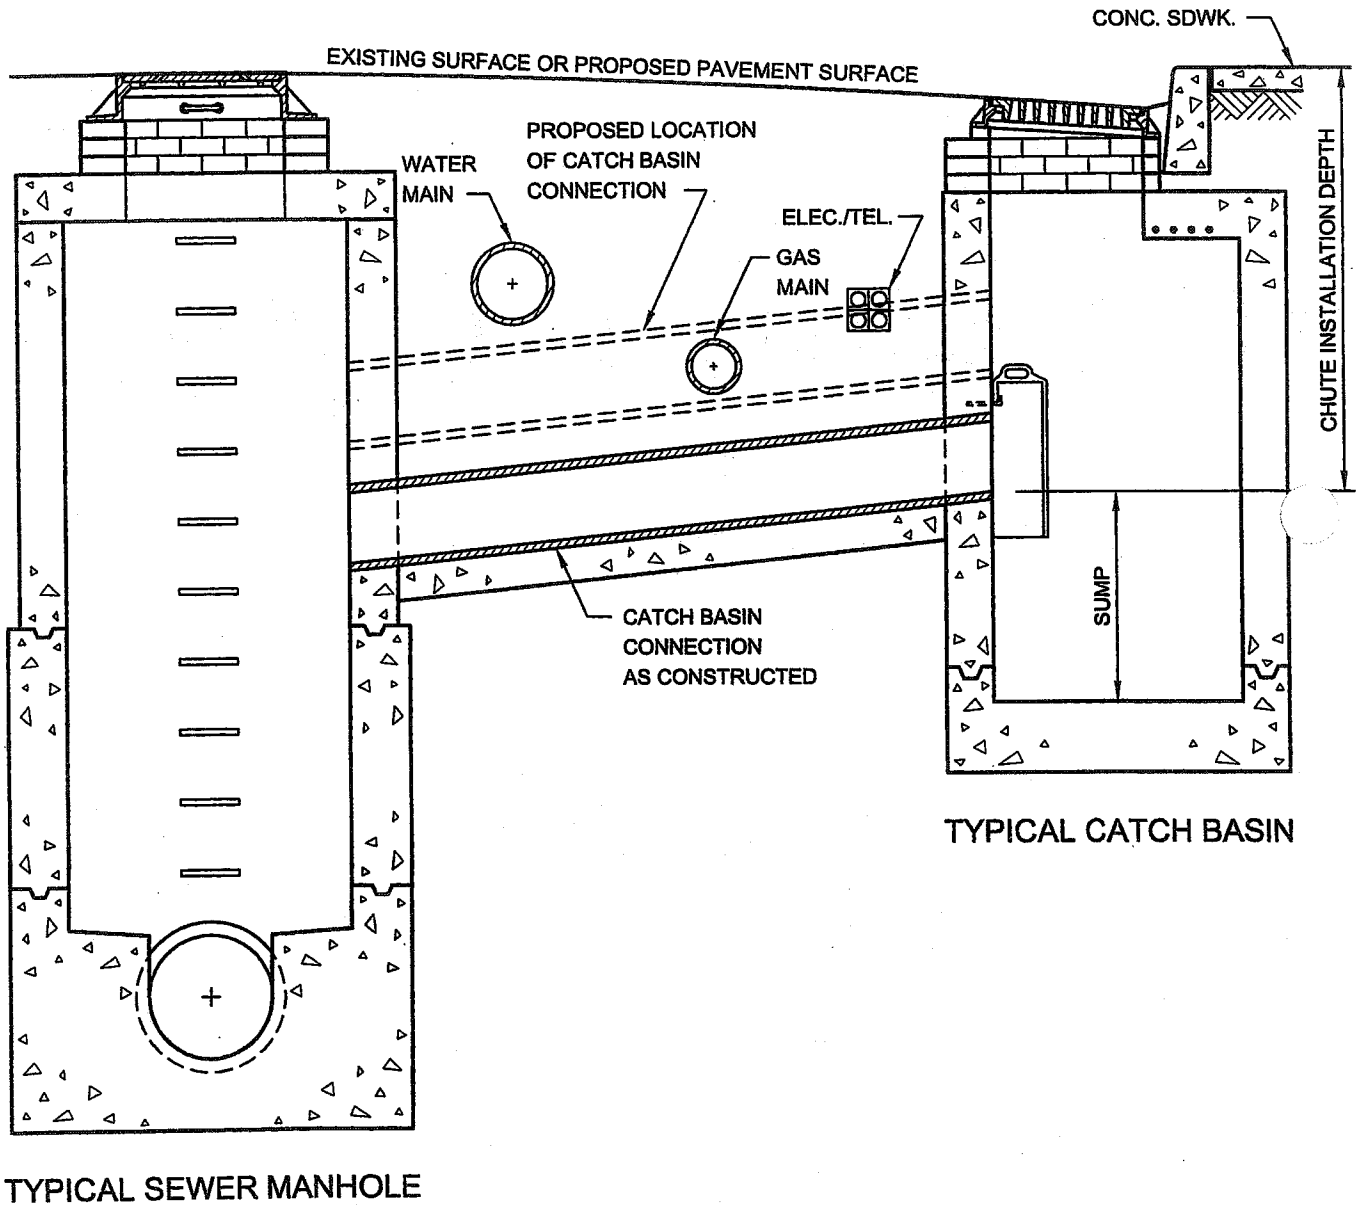 CONC. SDWK.
EXISTING SURFACE OR PROPOSED PAVEMENT SURFACE
PROPOSED LOCATION
OF CATCH BASIN
CONNECTION
WATER
MAIN
ELEC./TEL.
GAS
MAIN
CHUTE INSTALLATION DEPTH
SUMP
CATCH BASIN
CONNECTION
AS CONSTRUCTED
TYPICAL CATCH BASIN
TYPICAL SEWER MANHOLE